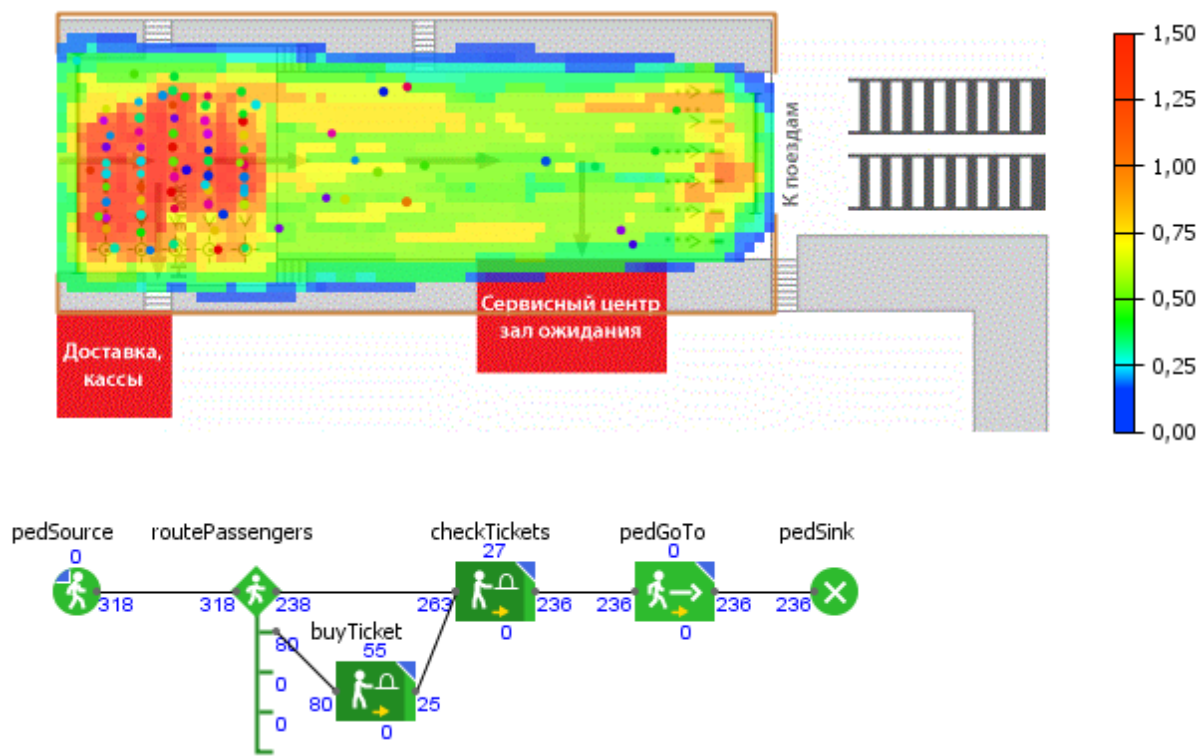 1,50
1,25
1,00
0,75
0,50
0,25
0,00
К поездам
Сервисный центр
зал ожидания
Доставка,
кассы
pedSource
routePassengers
checkTickets
pedGoTo
pedSink
0
27
0
318
318
238
263
236
236
236
236
0
0
80
buyTicket
55
0
80
25
0
0